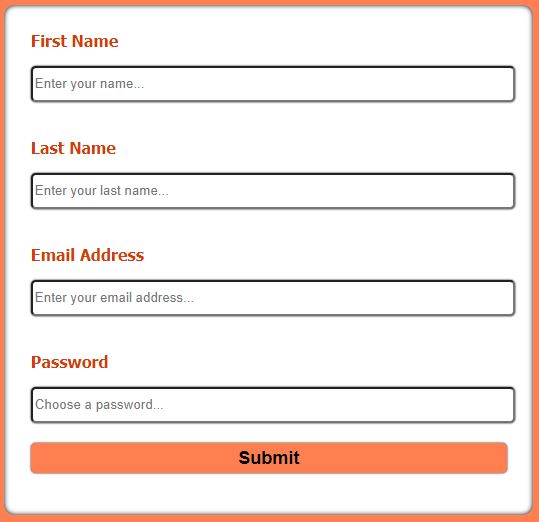 First Name
Enter your name...
Last Name
Enter your last name...
Email Address
Enter your email address...
Password
Choose a password...
Submit